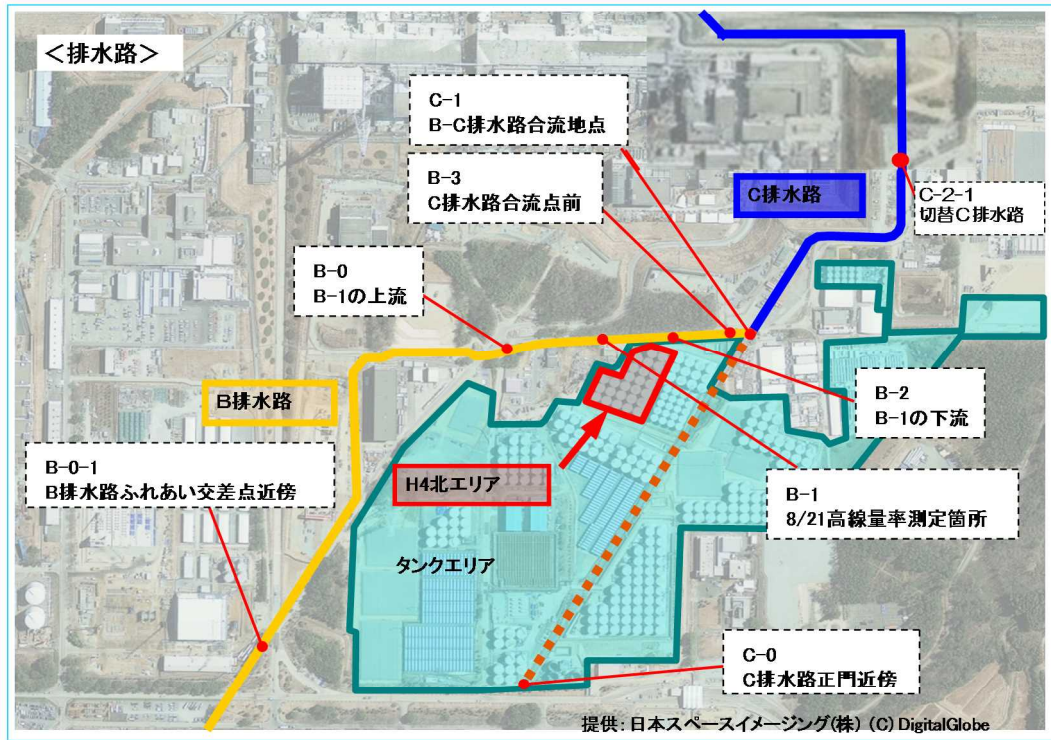 ＜排水路＞
C-1
B-C排水路合流地点
B-3
C排水路合流点前
C排水路
C-2-1
切替C排水路
B-0
B-1の上流
B排水路
B-2
B-1の下流
B-0-1
B排水路ふれあい交差点近傍
H4北エリア
B-1
8/21高線量率測定箇所
タンクエリア
C-0
C排水路正門近傍
提供：日本スペースイメージング(株) (C) DigitalGlobe